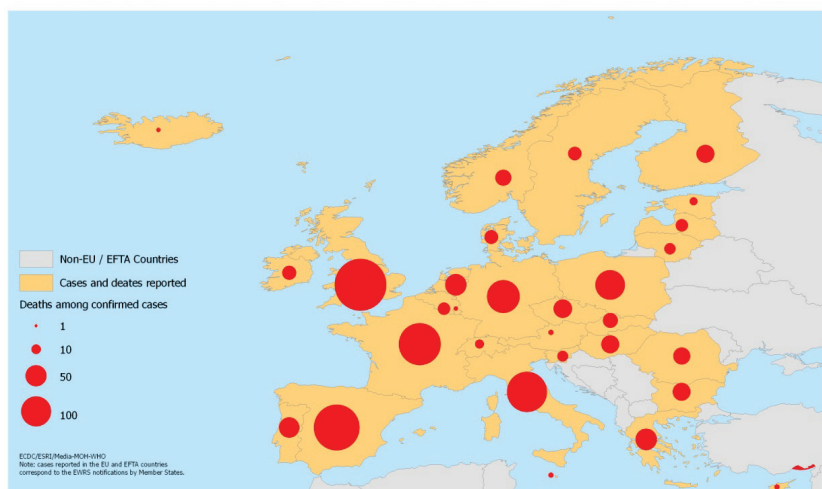 Non-EU / EFTA Countries
Cases and deates reported
Deaths among confirmed cases
1
10
50
100
ECDC/ESRI/Media-MOH-WHO
Note: cases reported in the EU and EFTA countries
correspond to the EWRS notifications by Member States.